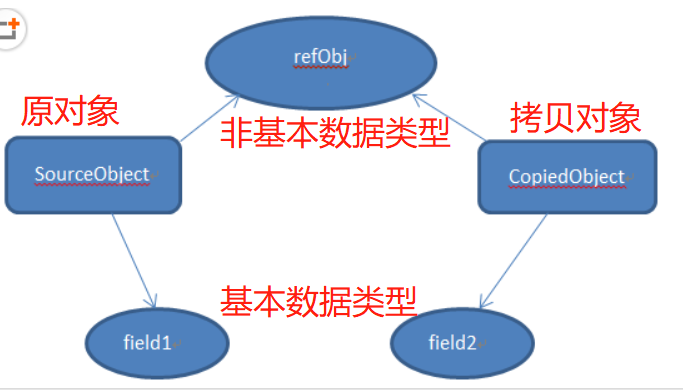 refObj
原对象
非基本数据类型
拷贝对象
SourceObject
CopiedObject
基本数据类型
field1
field2